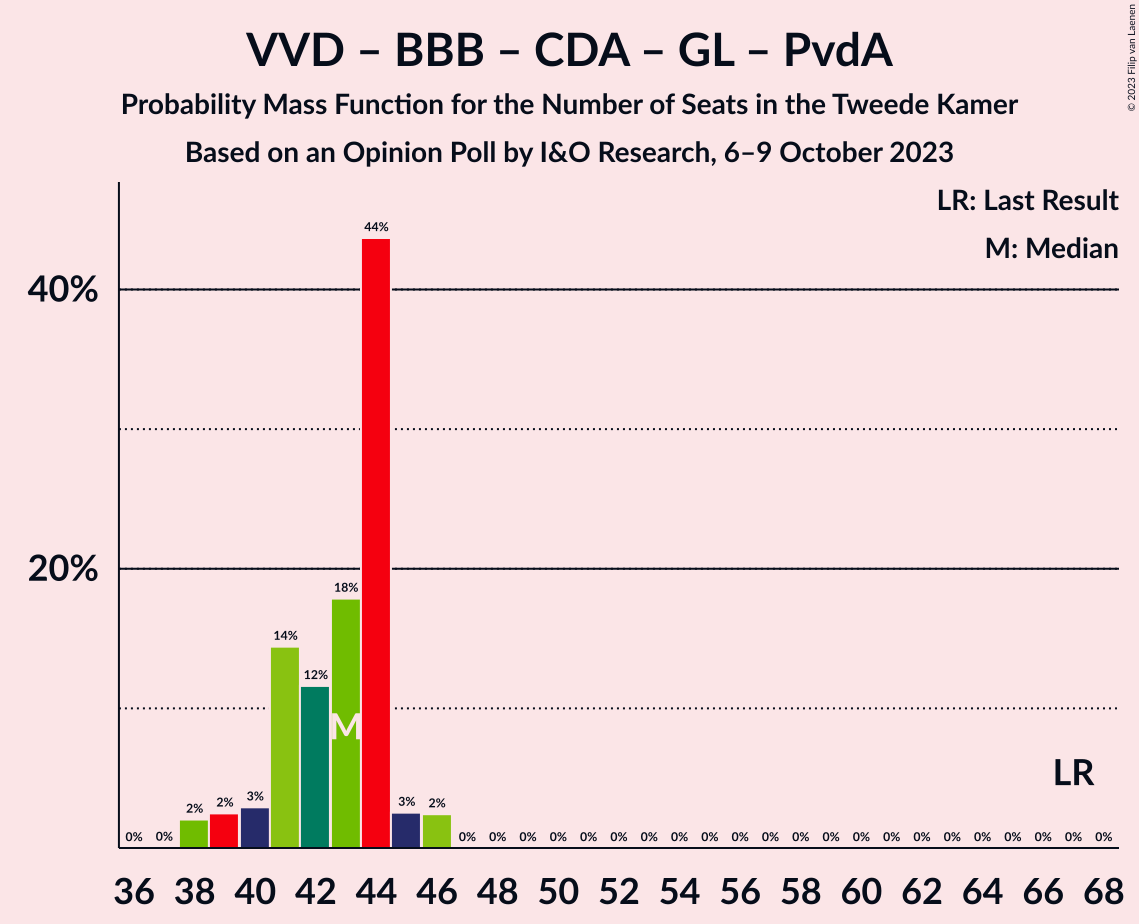 VVD – BBB – CDA – GL – PvdA
Probability Mass Function for the Number of Seats in the Tweede Kamer
Based on an Opinion Poll by I&O Research, 6–9 October 2023
© 2023 Filip van Laenen
LR: Last Result
M: Median
40%
20%
44%
18%
14%
12%
M
LR
0% 0% 2% 2% 3% 3% 2% 0% 0% 0% 0% 0% 0% 0% 0% 0% 0% 0% 0% 0% 0% 0% 0% 0% 0% 0% 0% 0% 0%
36 38 40 42 44 46 48 50 52 54 56 58 60 62 64 66 68